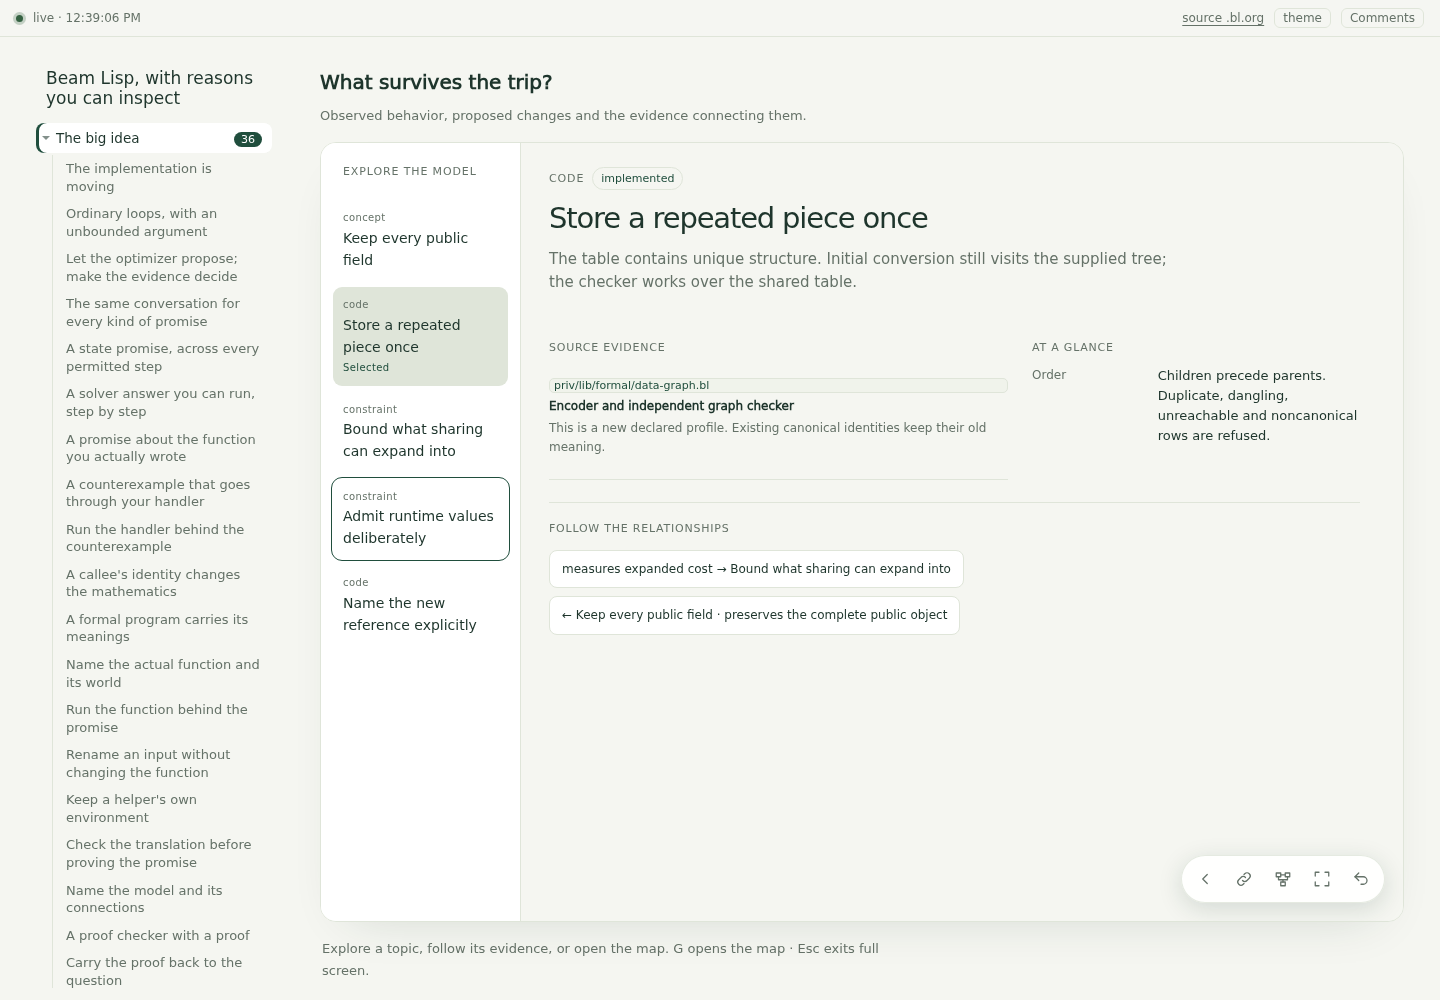 live · 12:39:06 PM
source .bl.org
theme
Comments
Beam Lisp, with reasons
you can inspect
The big idea
36
The implementation is
moving
Ordinary loops, with an
unbounded argument
Let the optimizer propose;
make the evidence decide
The same conversation for
every kind of promise
A state promise, across every
permitted step
A solver answer you can run,
step by step
A promise about the function
you actually wrote
A counterexample that goes
through your handler
Run the handler behind the
counterexample
A callee's identity changes
the mathematics
A formal program carries its
meanings
Name the actual function and
its world
Run the function behind the
promise
Rename an input without
changing the function
Keep a helper's own
environment
Check the translation before
proving the promise
Name the model and its
connections
A proof checker with a proof
Carry the proof back to the
question
What survives the trip?
Observed behavior, proposed changes and the evidence connecting them.
EXPLORE THE MODEL
concept
Keep every public
field
code
Store a repeated
piece once
Selected
constraint
Bound what sharing
can expand into
constraint
Admit runtime values
deliberately
code
Name the new
reference explicitly
CODE
implemented
Store a repeated piece once
The table contains unique structure. Initial conversion still visits the supplied tree;
the checker works over the shared table.
SOURCE EVIDENCE
priv/lib/formal/data-graph.bl
Encoder and independent graph checker
This is a new declared profile. Existing canonical identities keep their old
meaning.
AT A GLANCE
Order
Children precede parents.
Duplicate, dangling,
unreachable and noncanonical
rows are refused.
FOLLOW THE RELATIONSHIPS
measures expanded cost → Bound what sharing can expand into
← Keep every public field · preserves the complete public object
Explore a topic, follow its evidence, or open the map. G opens the map · Esc exits full
screen.